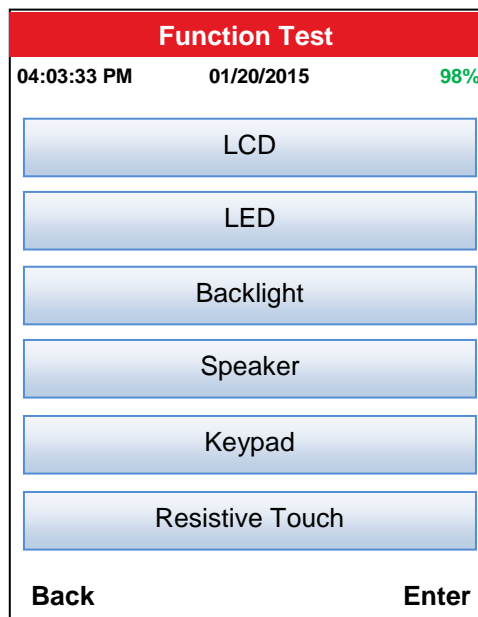 Function Test
04:03:33 PM 01/20/2015 98%
LCD
LED
Backlight
Speaker
Keypad
Resistive Touch
Back Enter